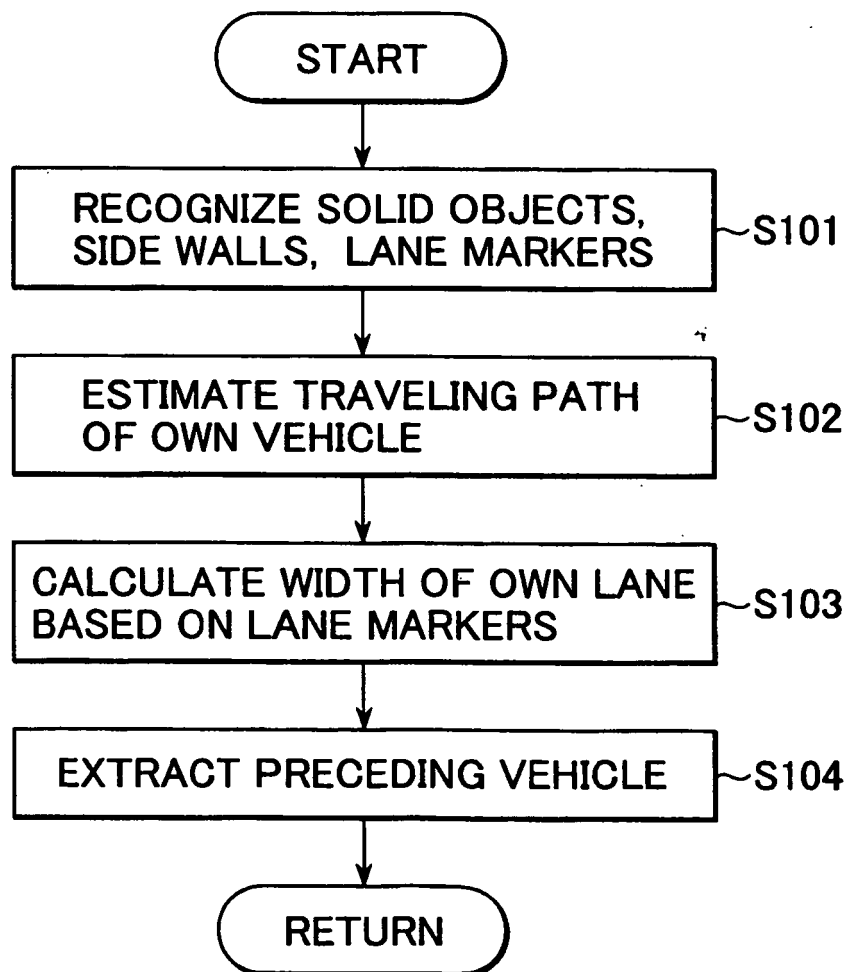 START
RECOGNIZE SOLID OBJECTS,
SIDE WALLS, LANE MARKERS
~S101
ESTIMATE TRAVELING PATH
OF OWN VEHICLE
~S102
CALCULATE WIDTH OF OWN LANE
BASED ON LANE MARKERS
~S103
EXTRACT PRECEDING VEHICLE
~S104
RETURN